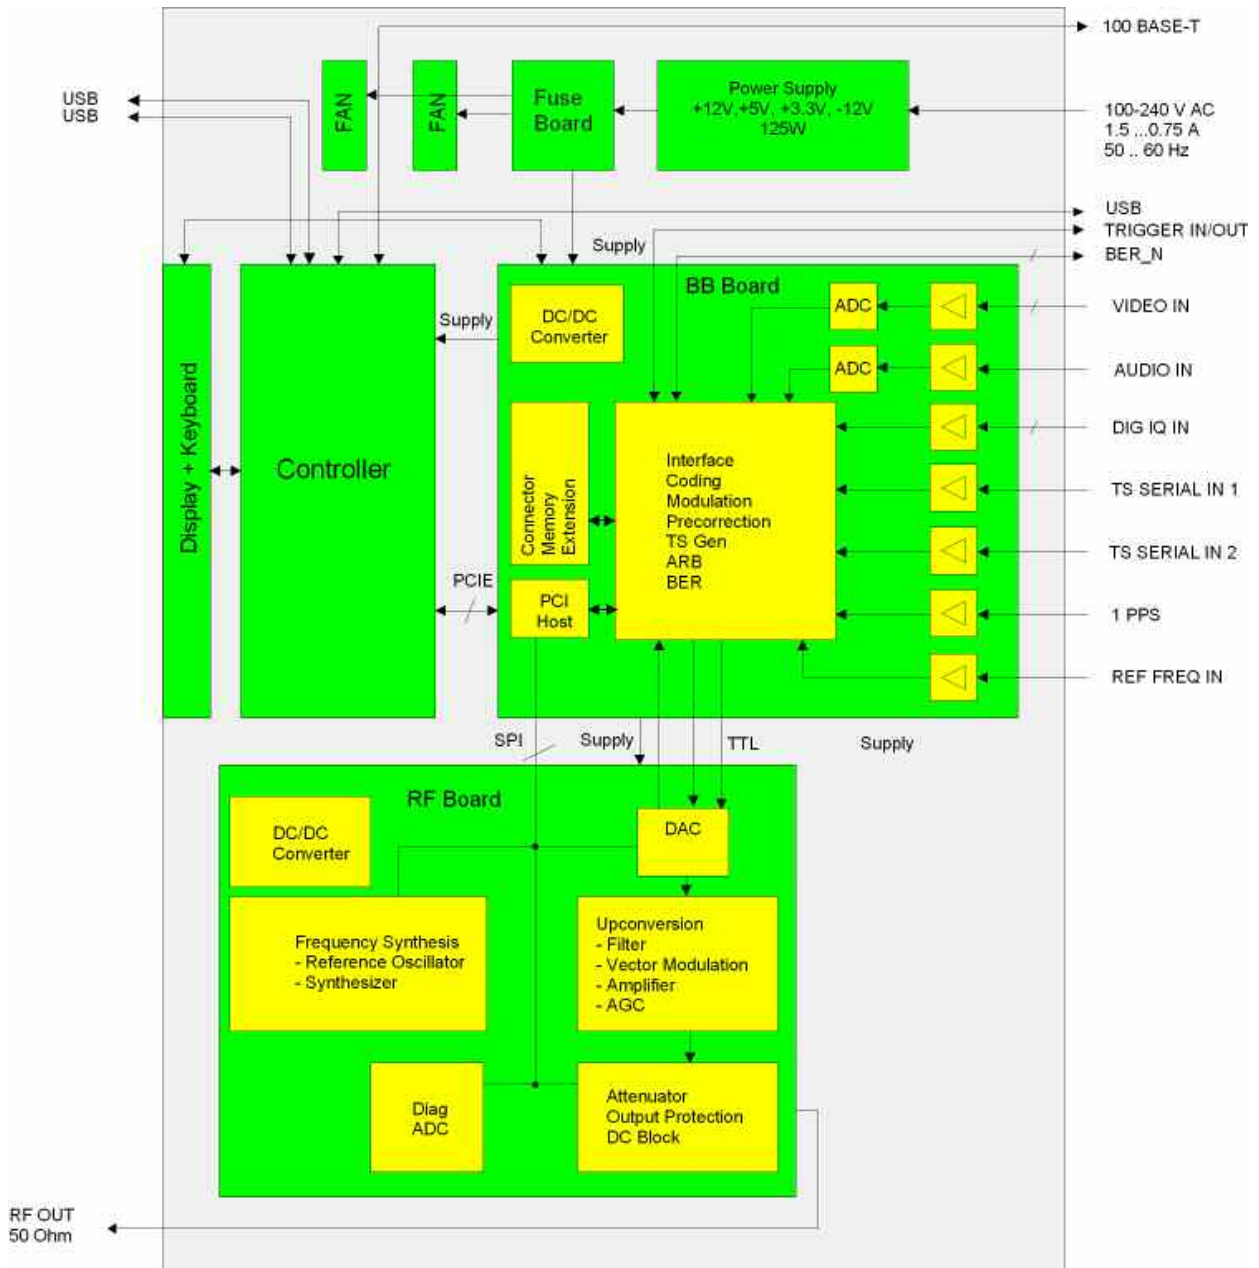 100 BASE-T
USB
USB
FAN
FAN
Fuse
Board
Power Supply
+12V,+5V, +3.3V, -12V
125W
100-240 V AC
1.5 ...0.75 A
50 .. 60 Hz
USB
TRIGGER IN/OUT
BER_N
Supply
Display + Keyboard
Controller
Supply
PCIE
BB Board
DC/DC
Converter
ADC
ADC
VIDEO IN
AUDIO IN
DIG IQ IN
TS SERIAL IN 1
TS SERIAL IN 2
1 PPS
REF FREQ IN
Connector
Memory
Extension
Interface
Coding
Modulation
Precorrection
TS Gen
ARB
BER
PCI
Host
SPI
Supply
TTL
Supply
RF Board
DC/DC
Converter
DAC
Frequency Synthesis
- Reference Oscillator
- Synthesizer
Upconversion
- Filter
- Vector Modulation
- Amplifier
- AGC
Diag
ADC
Attenuator
Output Protection
DC Block
RF OUT
50 Ohm